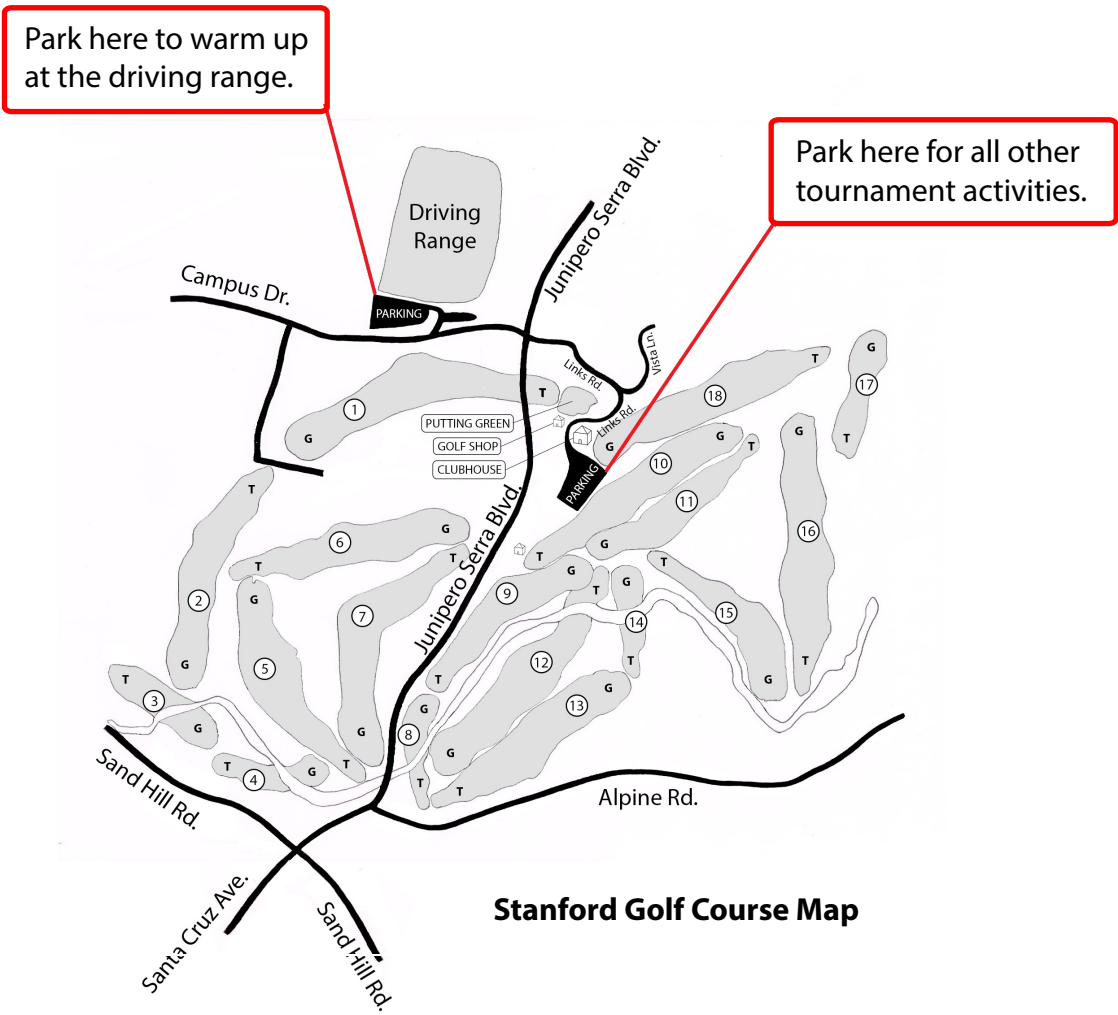 Park here to warm up
at the driving range.
Park here for all other
tournament activities.
Driving
Range
Junipero Serra Blvd.
Campus Dr.
PARKING
Vista Ln.
Links Rd.
Links Rd.
T
G
17
T
18
G
1
T
G
PUTTING GREEN
GOLF SHOP
CLUBHOUSE
PARKING
G
10
T
G
T
11
G
16
T
T
2
G
G
6
T
Junipero Serra Blvd.
T
7
G
G
5
T
G
9
T
T
12
G
G
14
T
T
15
G
G
13
T
T
3
G
T
4
G
G
8
T
Sand Hill Rd.
Alpine Rd.
Santa Cruz Ave.
Sand Hill Rd.
Stanford Golf Course Map